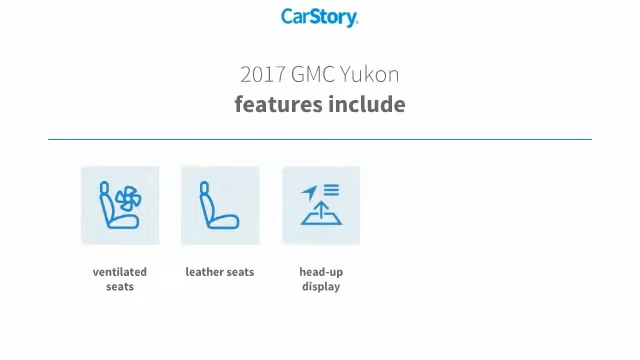 CarStory
2017 GMC Yukon
features include
ventilated
seats
leather seats
head-up
display